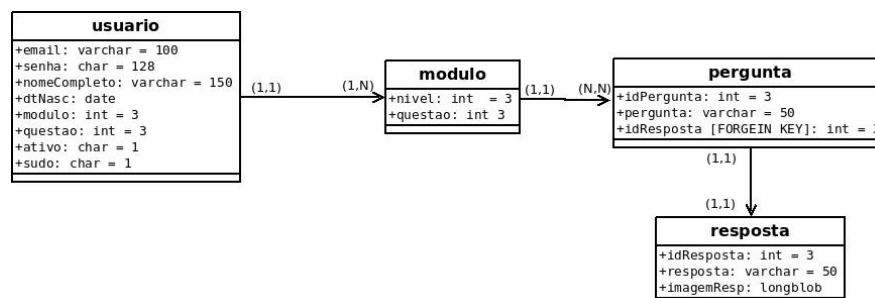 usuario
+email: varchar = 100
+senha: char = 128
+nomeCompleto: varchar = 150
+dtNasc: date
+modulo: int = 3
+questao: int = 3
+ativo: char = 1
+sudo: char = 1
(1,1)
(1,N)
modulo
+nivel: int  = 3
+questao: int 3
(1,1)
(N,N)
pergunta
+idPergunta: int = 3
+pergunta: varchar = 50
+idResposta [FORGEIN KEY]: int = 3
(1,1)
(1,1)
resposta
+idResposta: int = 3
+resposta: varchar = 50
+imagemResp: longblob